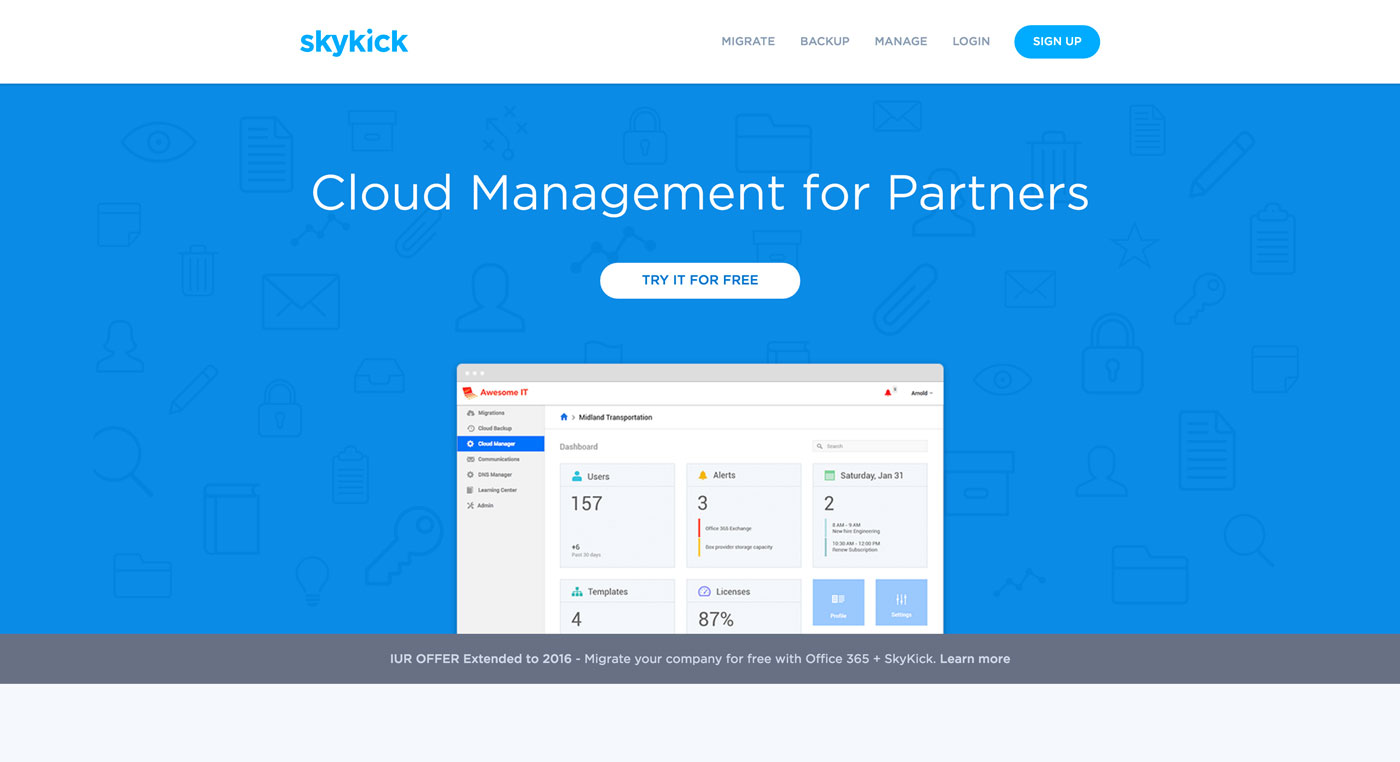 skykick
MIGRATE BACKUP MANAGE LOGIN SIGN UP
Cloud Management for Partners
TRY IT FOR FREE
Awesome IT
4
Arnold
Migrations
Cloud Backup
Cloud Manager
Communications
DNS Manager
Learning Center
Admin
Midland Transportation
Dashboard
Search
Users
157
+6
Past 30 days
Alerts
3
Office 365 Exchange
Box provider storage capacity
Saturday, Jan 31
2
8 AM - 9 AM
New hire Engineering
10:30 AM - 12:00 PM
Renew Subscription
Templates
4
Licenses
87%
Profile
Settings
IUR OFFER Extended to 2016 - Migrate your company for free with Office 365 + SkyKick. Learn more